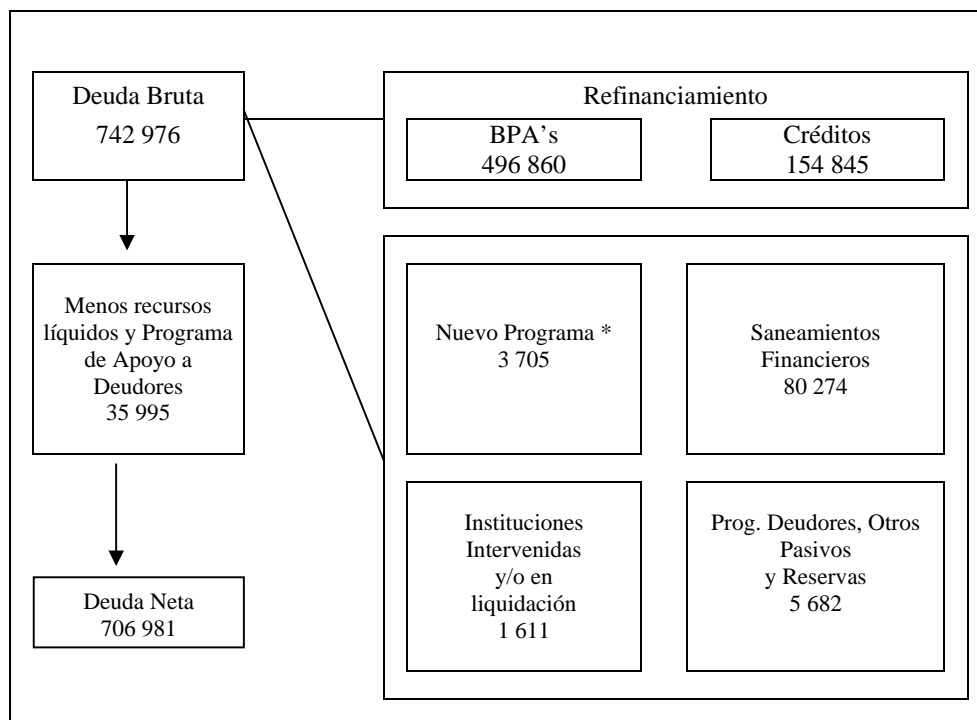 Deuda Bruta
742 976
Refinanciamiento
BPA's
496 860
Créditos
154 845
Menos recursos
líquidos y Programa
de Apoyo a
Deudores
35 995
Nuevo Programa *
3 705
Saneamientos
Financieros
80 274
Instituciones
Intervenidas
y/o en
liquidación
1 611
Prog. Deudores, Otros
Pasivos
y Reservas
5 682
Deuda Neta
706 981